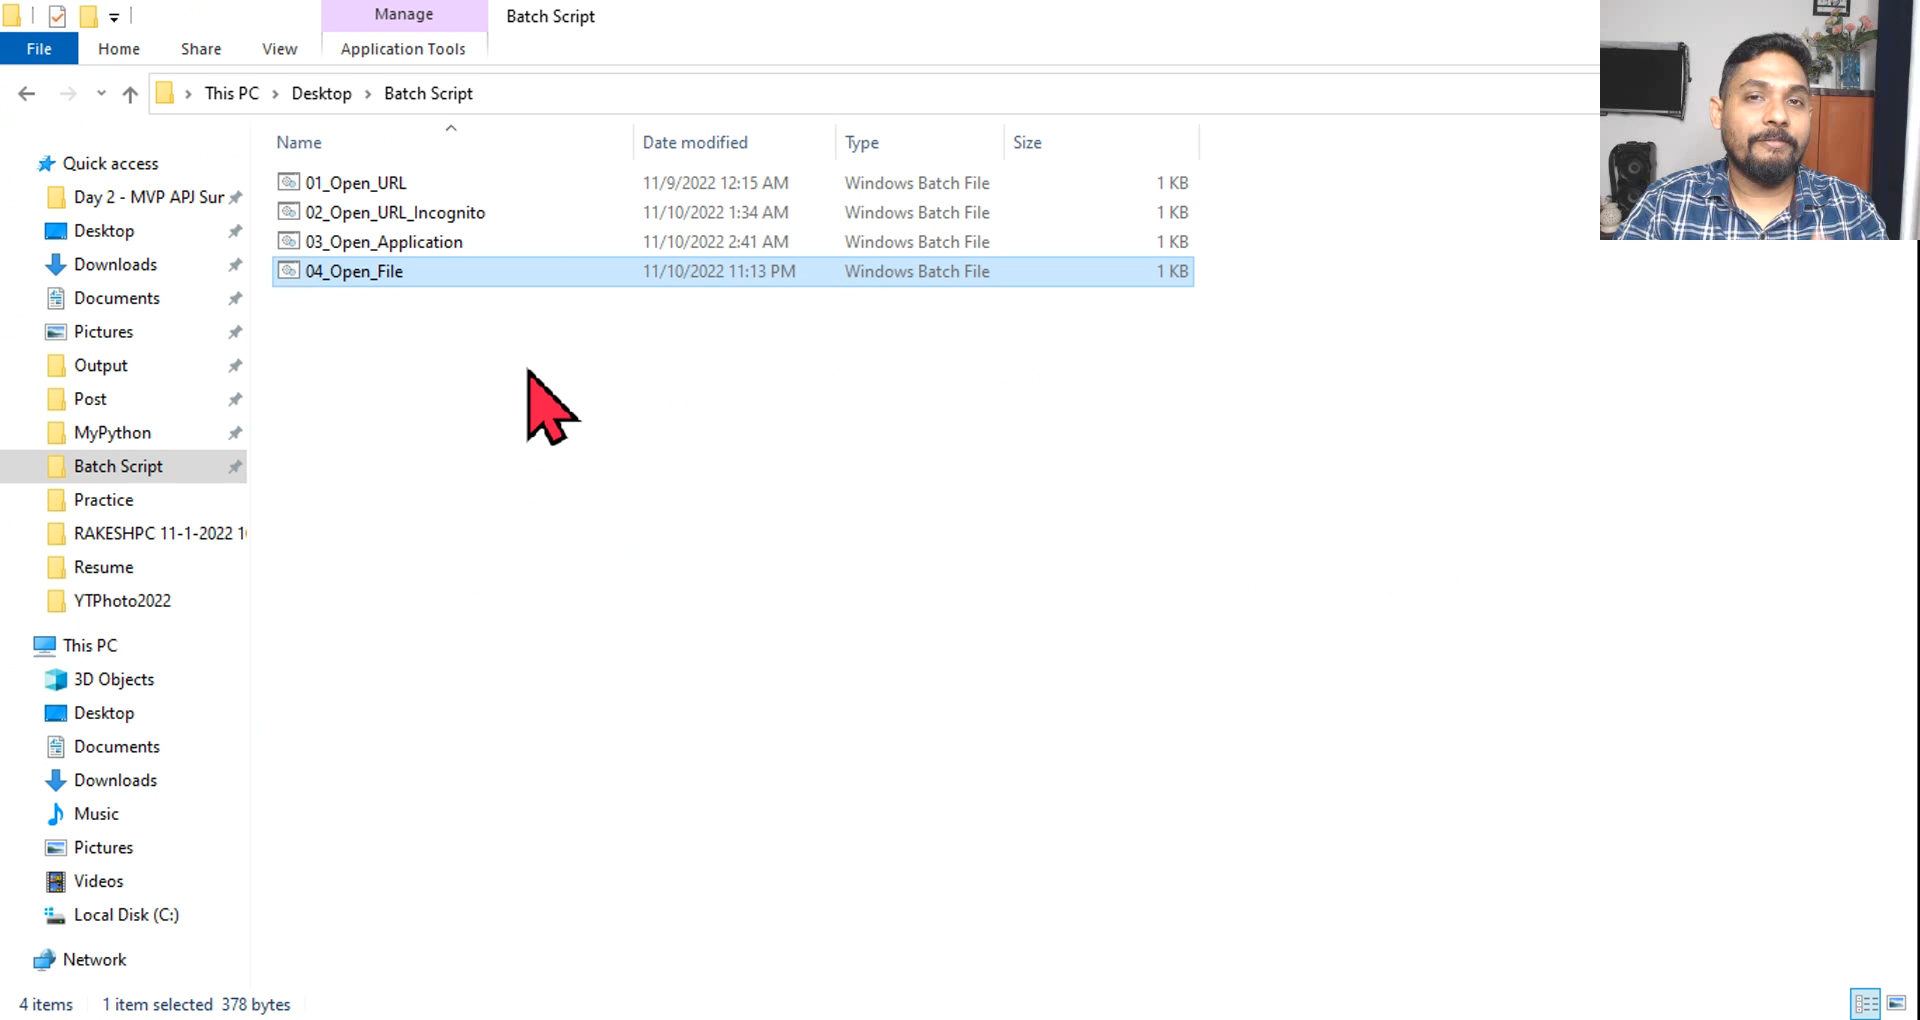 Manage
Batch Script
File
Home
Share
View
Application Tools
This PC
Desktop
Batch Script
Name
Date modified
Type
Size
01_Open_URL
11/9/2022 12:15 AM
Windows Batch File
1 KB
02_Open_URL_Incognito
11/10/2022 1:34 AM
Windows Batch File
1 KB
03_Open_Application
11/10/2022 2:41 AM
Windows Batch File
1 KB
04_Open_File
11/10/2022 11:13 PM
Windows Batch File
1 KB
Quick access
Day 2 - MVP APJ Sur
Desktop
Downloads
Documents
Pictures
Output
Post
MyPython
Batch Script
Practice
RAKESHPC 11-1-2022 1
Resume
YTPhoto2022
This PC
3D Objects
Desktop
Documents
Downloads
Music
Pictures
Videos
Local Disk (C:)
Network
4 items
1 item selected 378 bytes